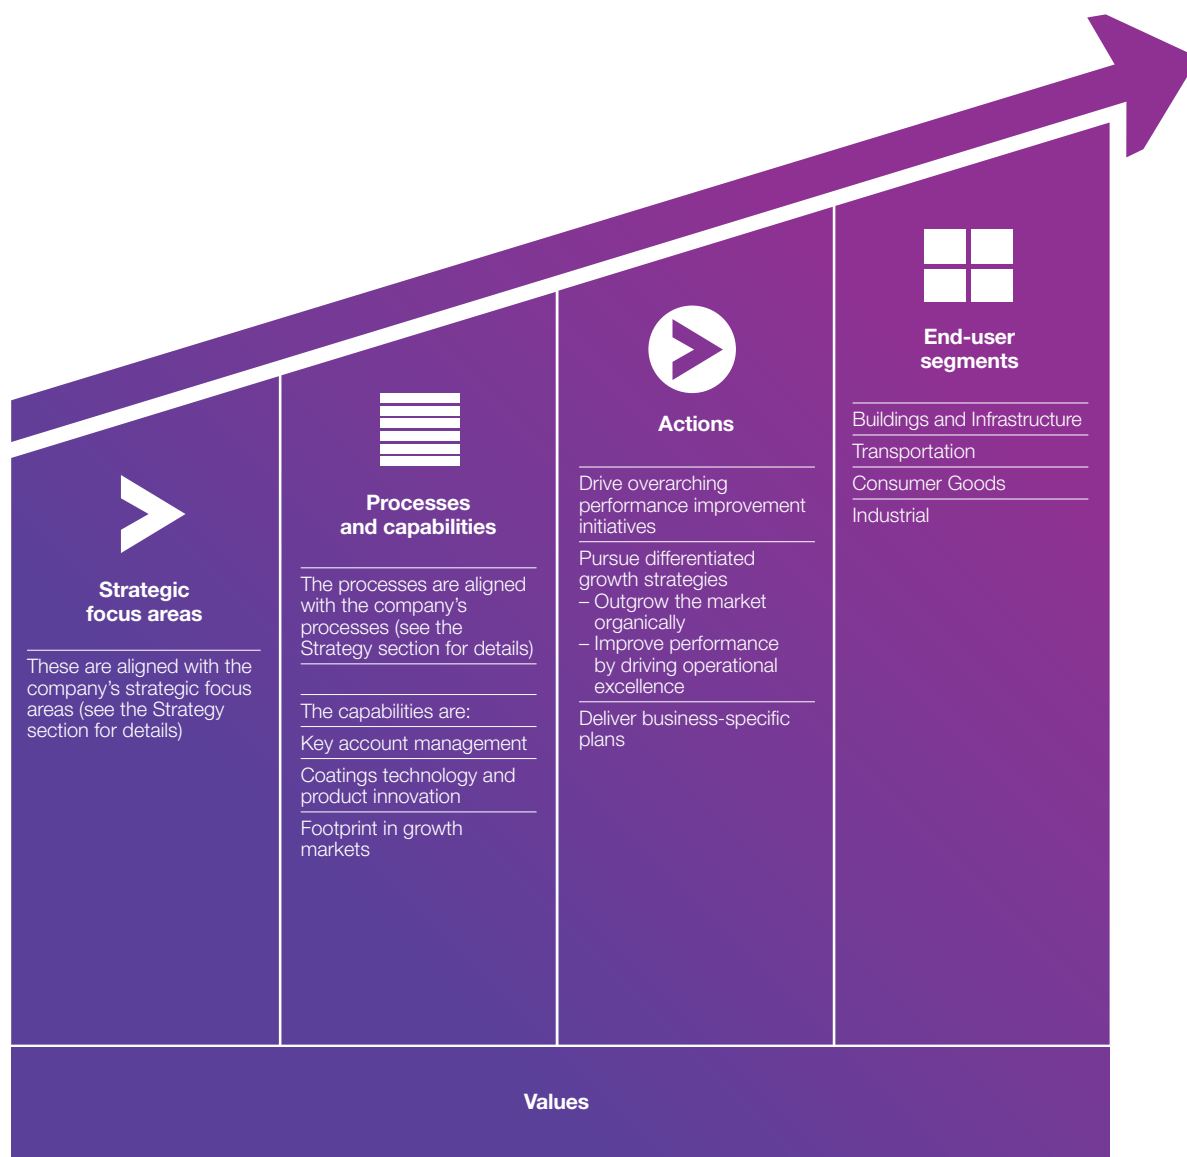 Strategic
focus areas
These are aligned with the
company’s strategic focus
areas (see the Strategy
section for details)
Processes
and capabilities
The processes are aligned
with the company’s
processes (see the
Strategy section for details)
The capabilities are:
Key account management
Coatings technology and
product innovation
Footprint in growth
markets
Actions
Drive overarching
performance improvement
initiatives
Pursue differentiated
growth strategies
– Outgrow the market
organically
– Improve performance
by driving operational
excellence
Deliver business-specific
plans
End-user
segments
Buildings and Infrastructure
Transportation
Consumer Goods
Industrial
Values